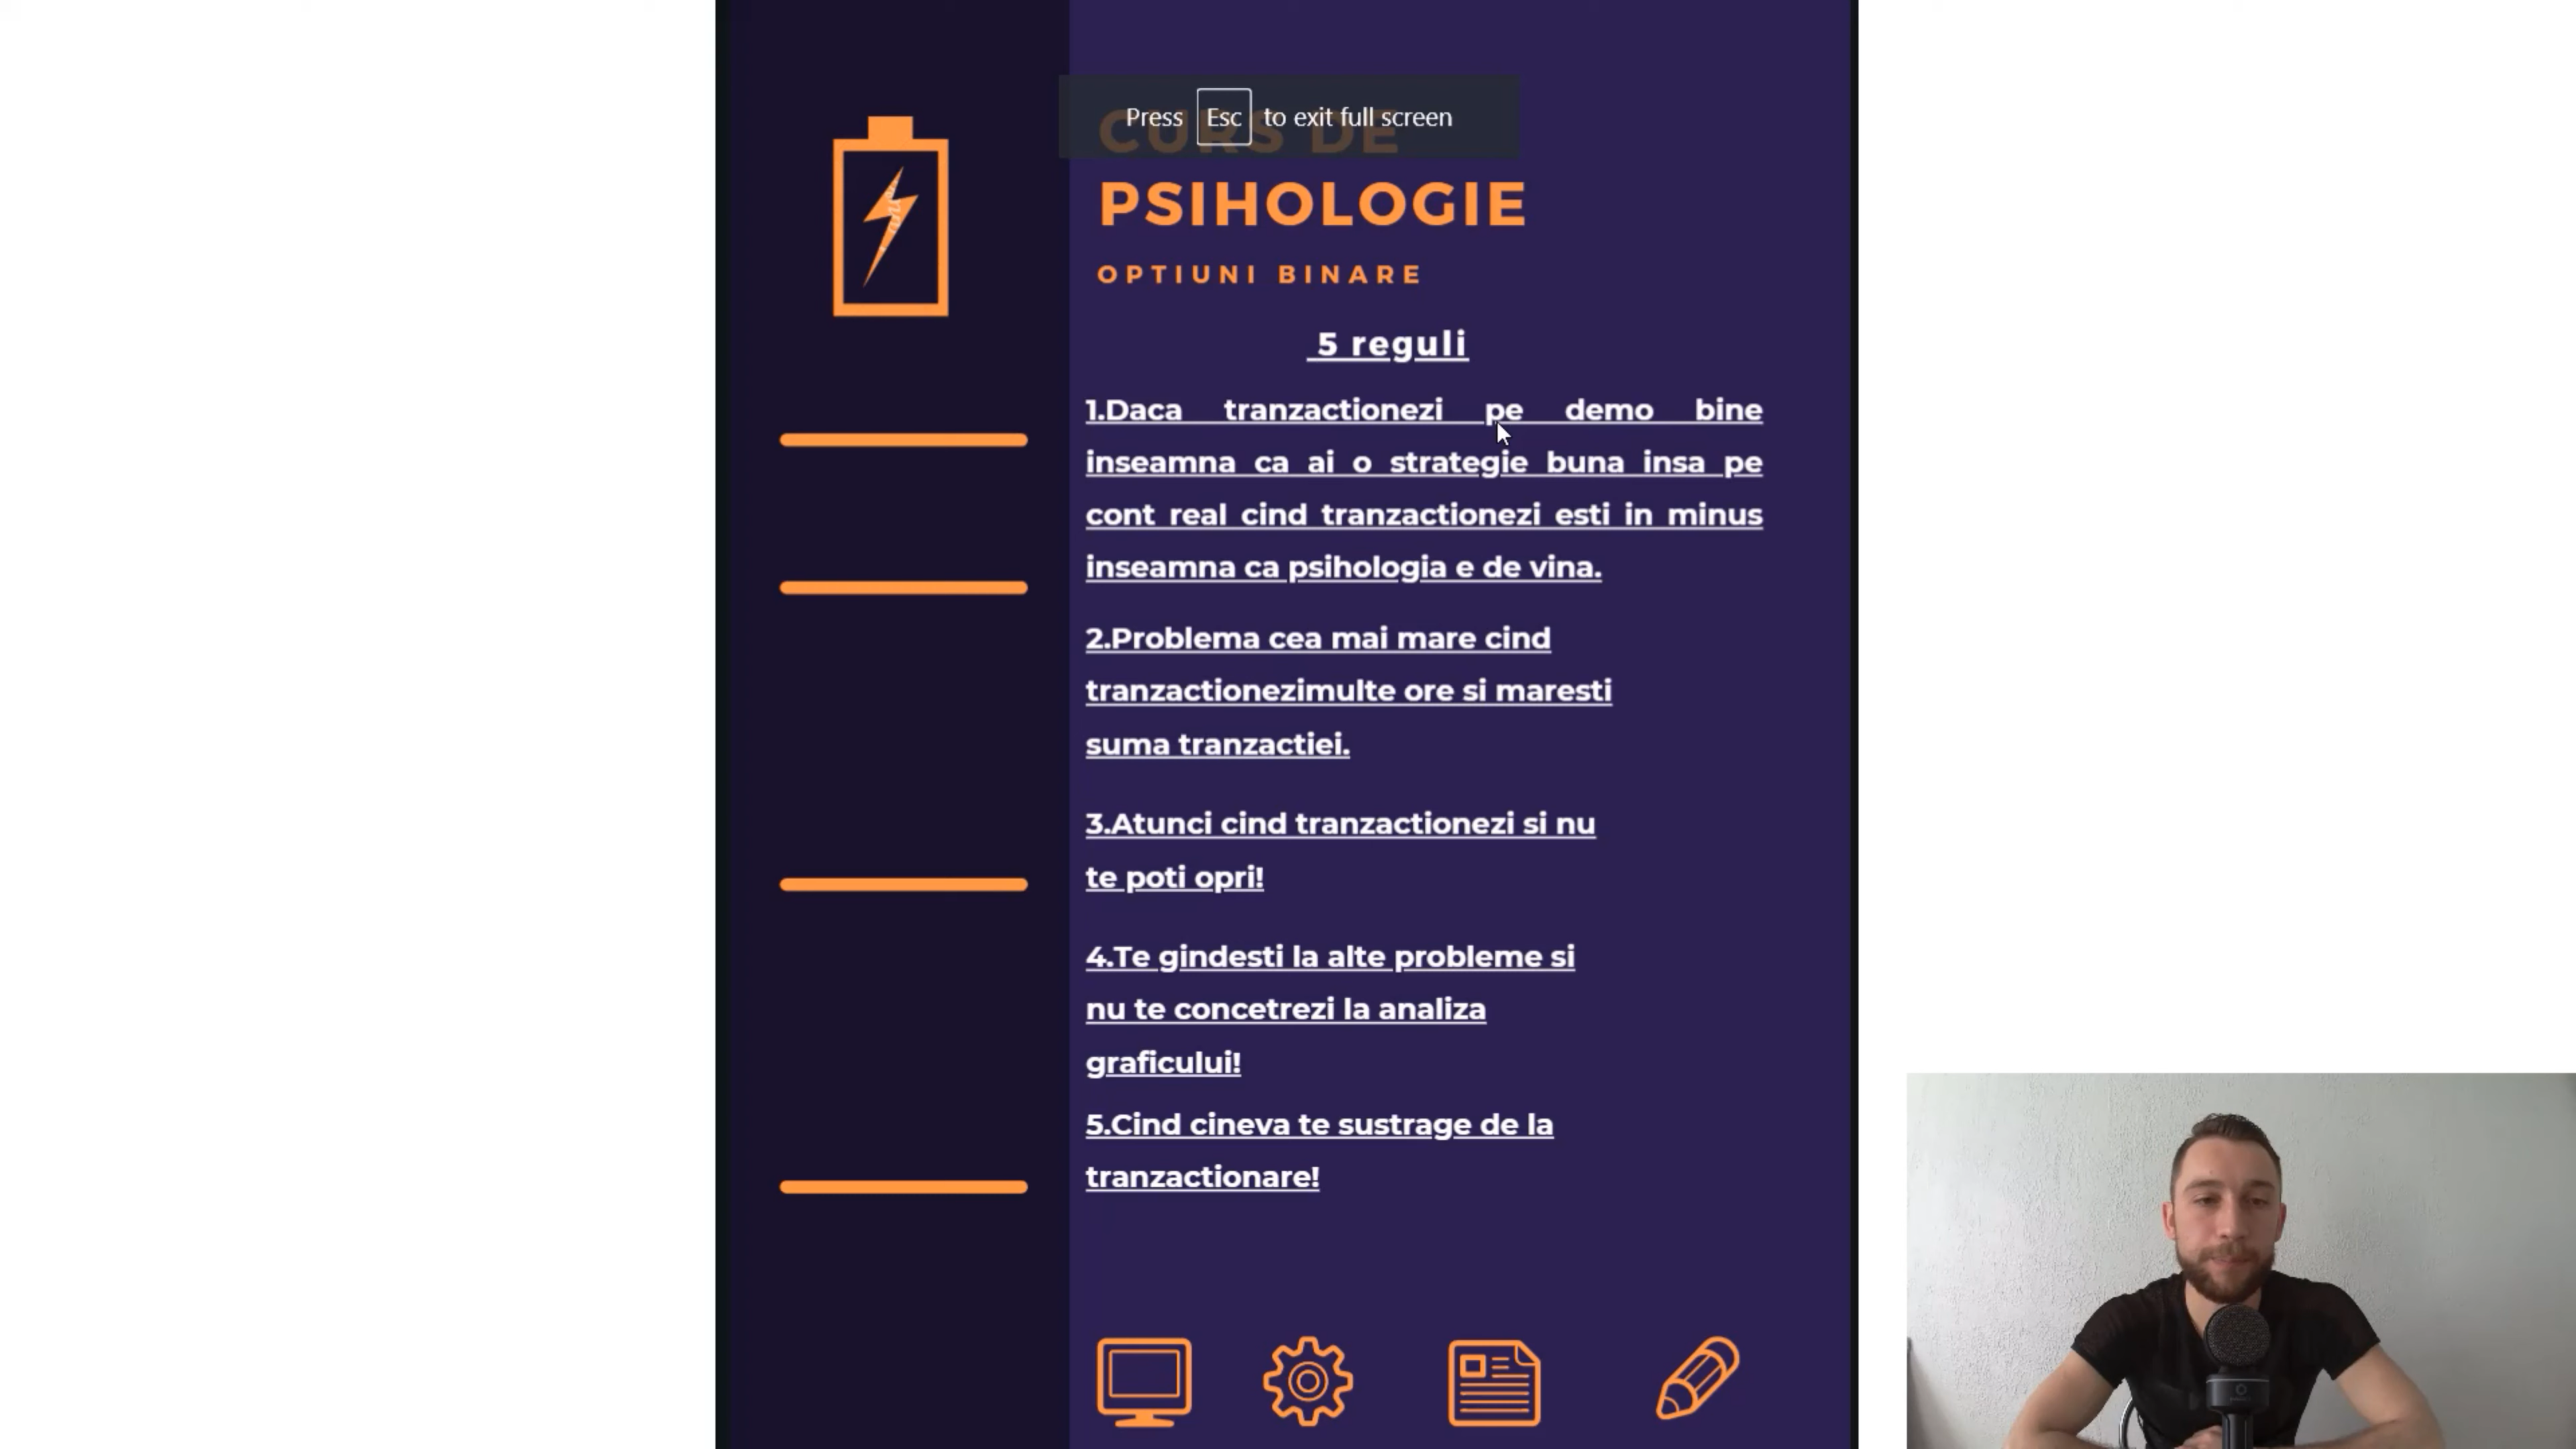 Press Esc to exit full screen
CURS DE
PSIHOLOGIE
OPTIUNI BINARE
5 reguli
1.Daca tranzactionezi pe demo bine
inseamna ca ai o strategie buna insa pe
cont real cind tranzactionezi esti in minus
inseamna ca psihologia e de vina.
2.Problema cea mai mare cind
tranzactionezimulte ore si maresti
suma tranzactiei.
3.Atunci cind tranzactionezi si nu
te poti opri!
4.Te gindesti la alte probleme si
nu te concetrezi la analiza
graficului!
5.Cind cineva te sustrage de la
tranzactionare!